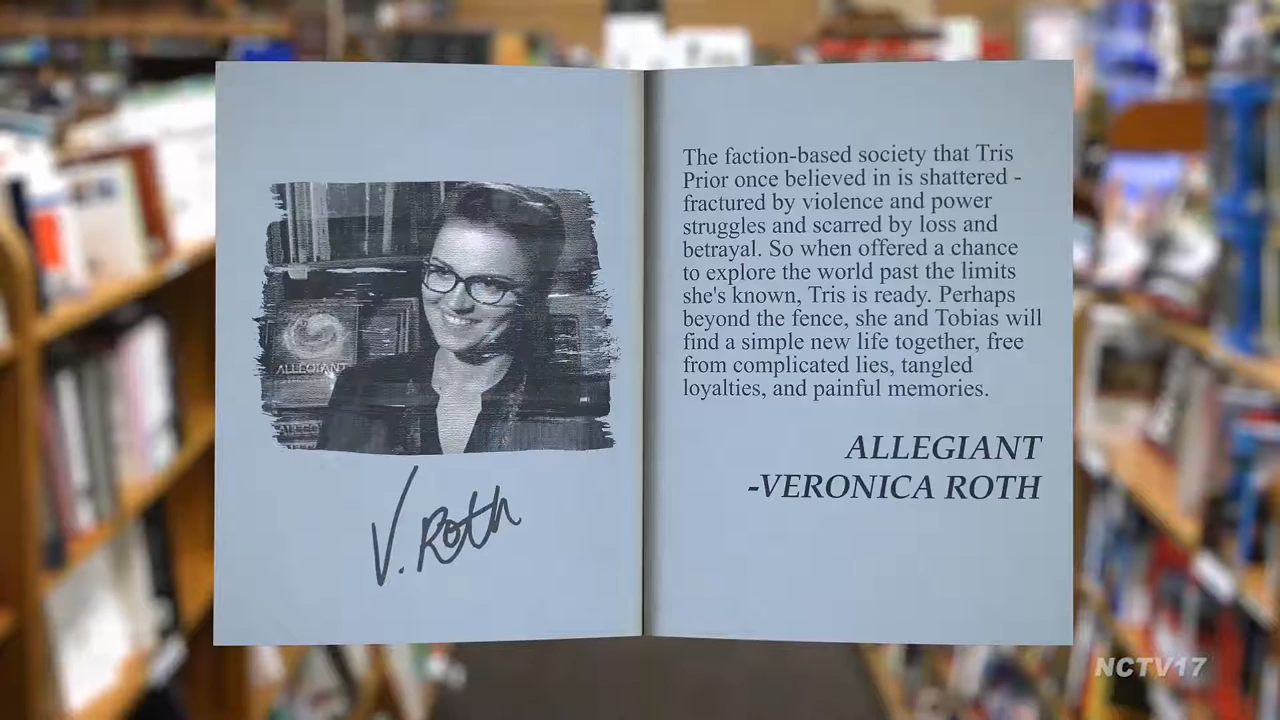 ALLEGIANT
V. Roth
The faction-based society that Tris
Prior once believed in is shattered -
fractured by violence and power
struggles and scarred by loss and
betrayal. So when offered a chance
to explore the world past the limits
she's known, Tris is ready. Perhaps
beyond the fence, she and Tobias will
find a simple new life together, free
from complicated lies, tangled
loyalties, and painful memories.
ALLEGIANT
-VERONICA ROTH
NCTV17